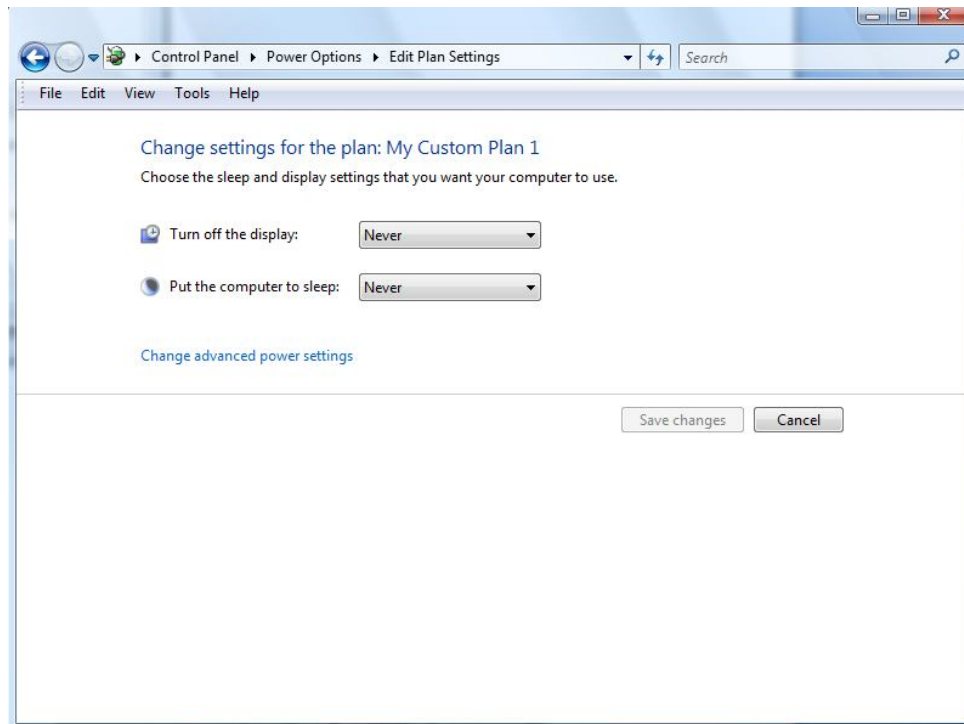 Control Panel Power Options Edit Plan Settings Search
File Edit View Tools Help
Change settings for the plan: My Custom Plan 1
Choose the sleep and display settings that you want your computer to use.
Turn off the display: Never
Put the computer to sleep: Never
Change advanced power settings
Save changes Cancel